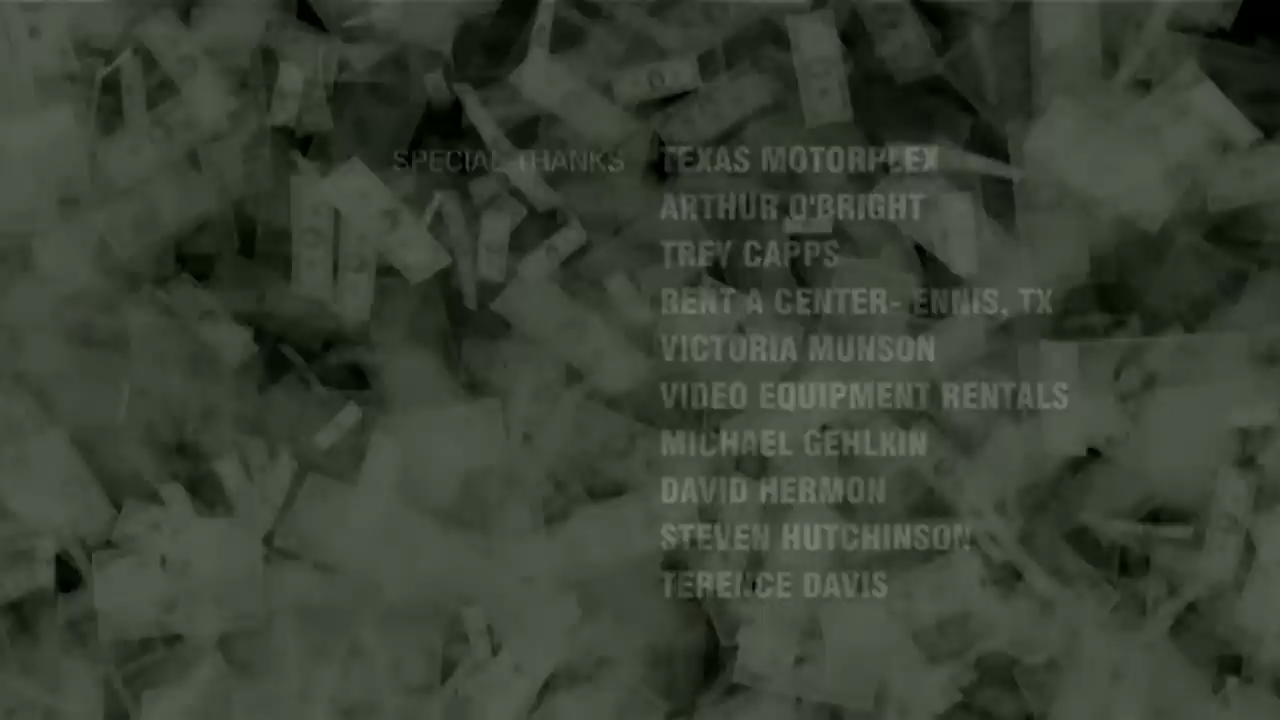 SPECIAL THANKS TEXAS MOTORPLEX
ARTHUR O'BRIGHT
TREY CAPPS
RENT A CENTER- ENNIS, TX
VICTORIA MUNSON
VIDEO EQUIPMENT RENTALS
MICHAEL GEHLKIN
DAVID HERMON
STEVEN HUTCHINSON
TERENCE DAVIS